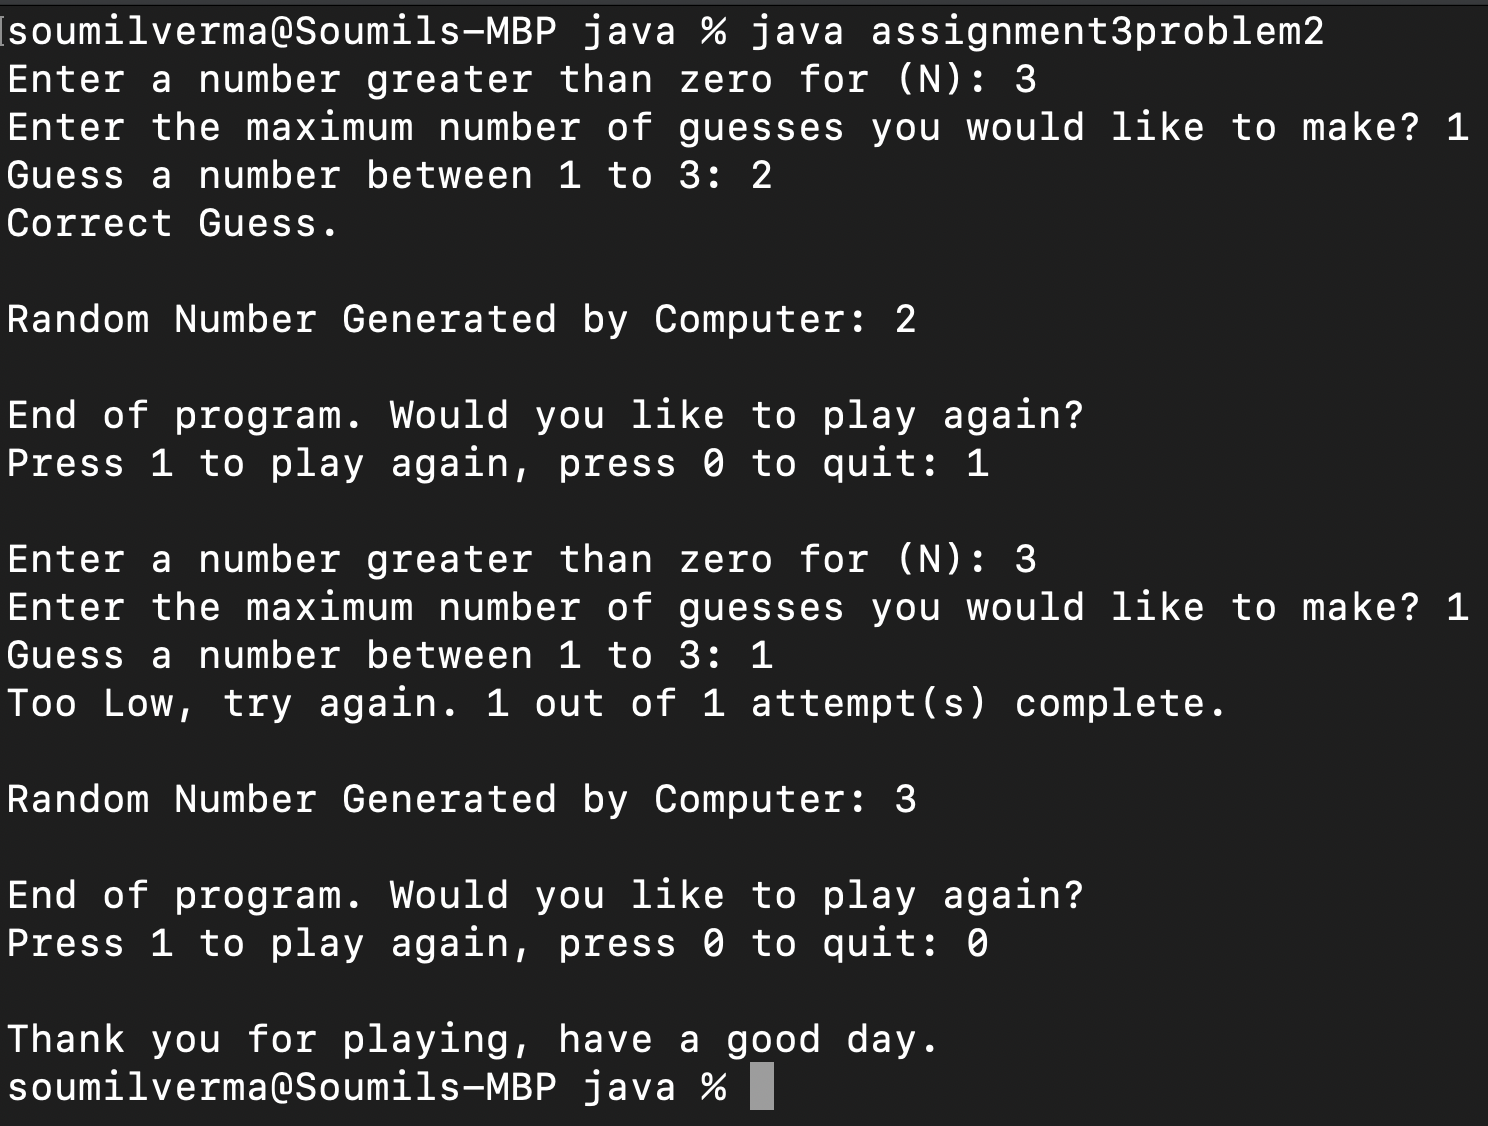 soumilverma@Soumils-MBP java % java assignment3problem2
Enter a number greater than zero for (N): 3
Enter the maximum number of guesses you would like to make? 1
Guess a number between 1 to 3: 2
Correct Guess.
Random Number Generated by Computer: 2
End of program. Would you like to play again?
Press 1 to play again, press 0 to quit: 1
Enter a number greater than zero for (N): 3
Enter the maximum number of guesses you would like to make? 1
Guess a number between 1 to 3: 1
Too Low, try again. 1 out of 1 attempt(s) complete.
Random Number Generated by Computer: 3
End of program. Would you like to play again?
Press 1 to play again, press 0 to quit: 0
Thank you for playing, have a good day.
soumilverma@Soumils-MBP java %